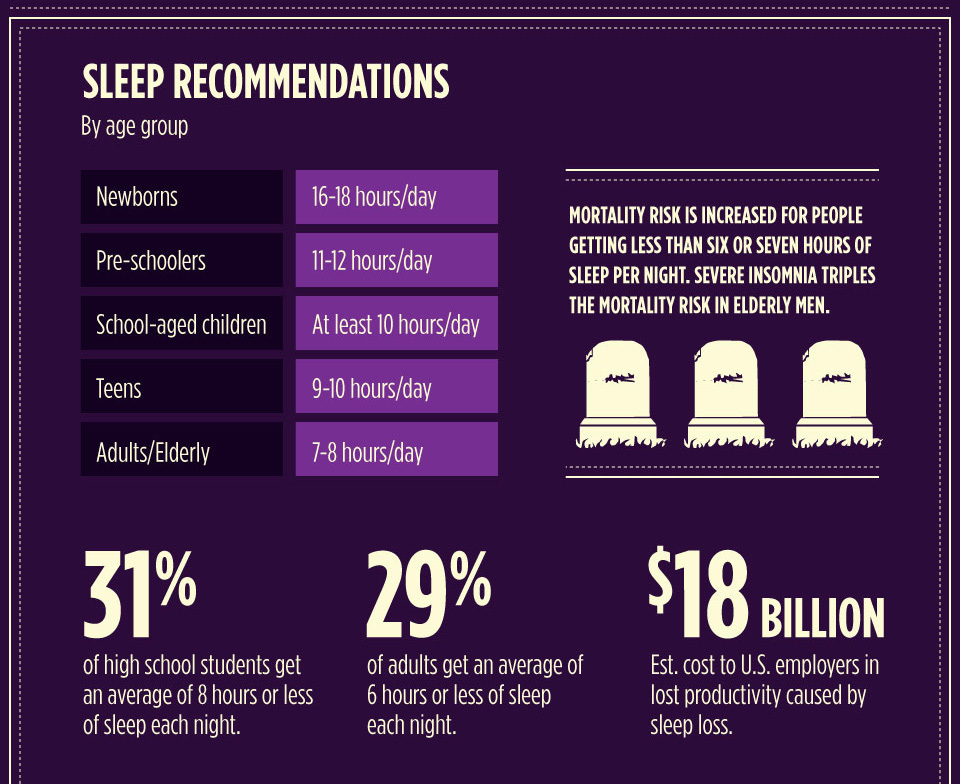 SLEEP RECOMMENDATIONS
By age group
Newborns
16-18 hours/day
Pre-schoolers
11-12 hours/day
School-aged children
At least 10 hours/day
Teens
9-10 hours/day
Adults/Elderly
7-8 hours/day
MORTALITY RISK IS INCREASED FOR PEOPLE
GETTING LESS THAN SIX OR SEVEN HOURS OF
SLEEP PER NIGHT. SEVERE INSOMNIA TRIPLES
THE MORTALITY RISK IN ELDERLY MEN.
31%
of high school students get
an average of 8 hours or less
of sleep each night.
29%
of adults get an average of
6 hours or less of sleep
each night.
$18 BILLION
Est. cost to U.S. employers in
lost productivity caused by
sleep loss.